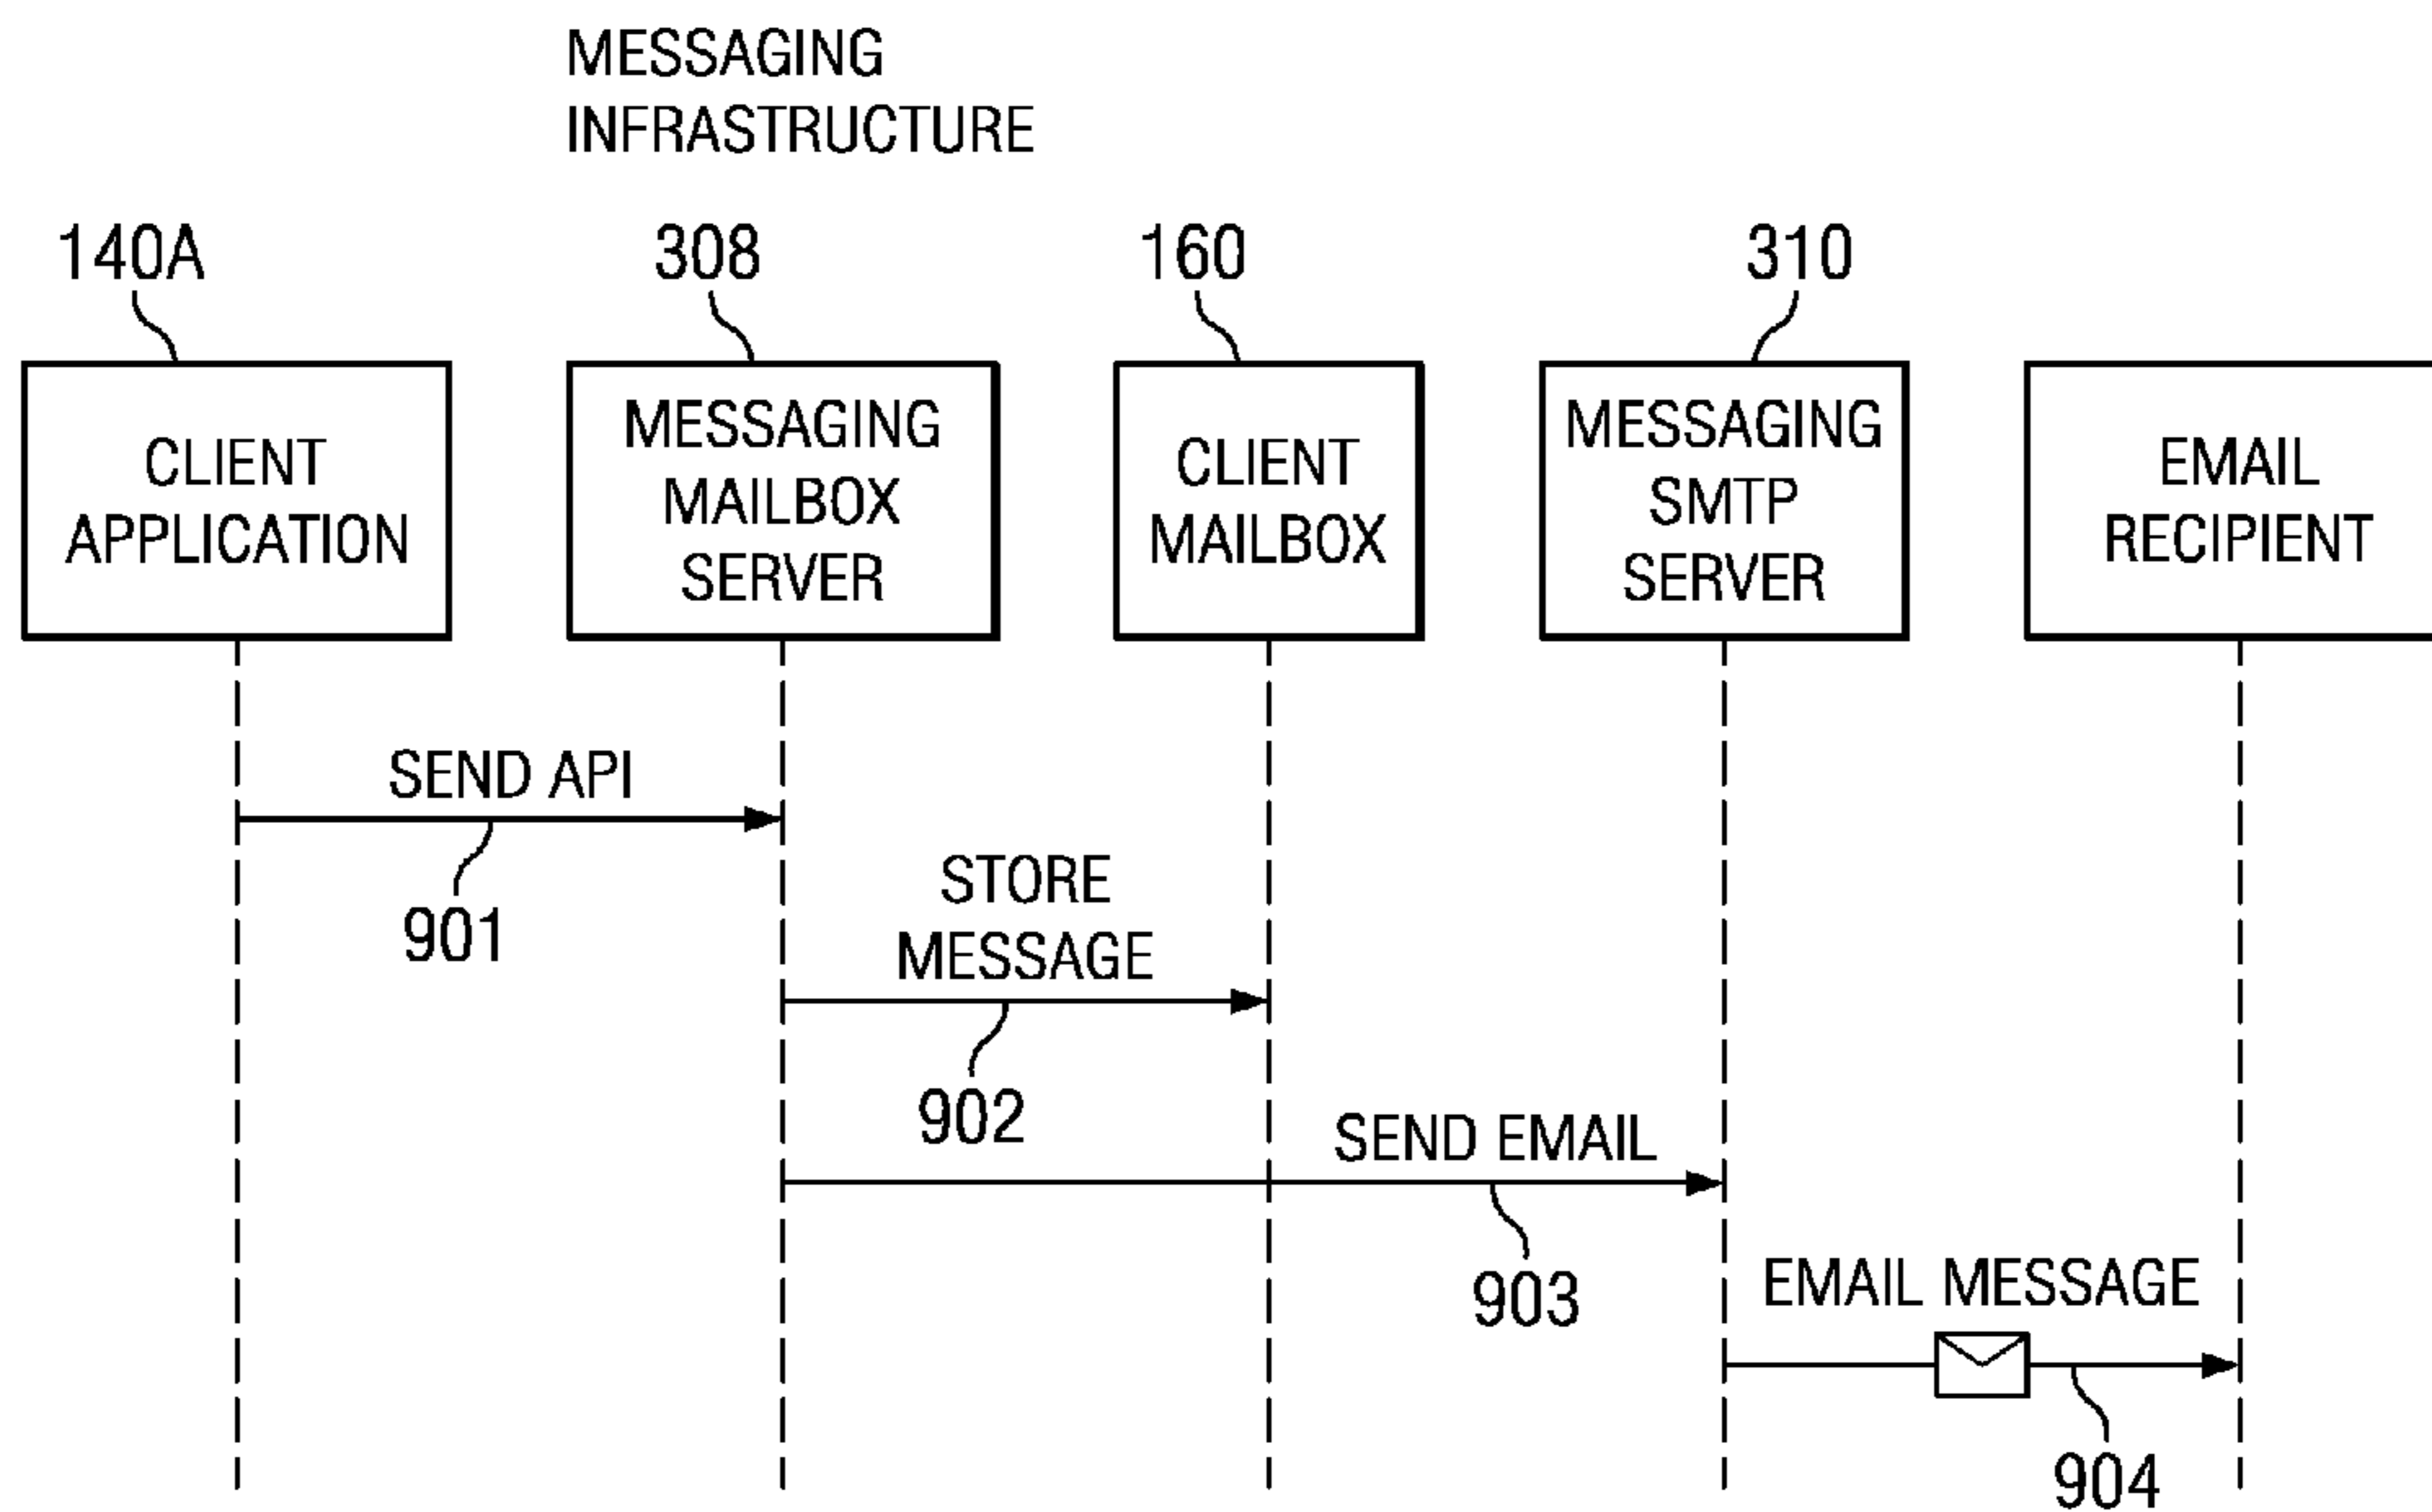 MESSAGING
INFRASTRUCTURE
140A
308
160
310
CLIENT
APPLICATION
MESSAGING
MAILBOX
SERVER
CLIENT
MAILBOX
MESSAGING
SMTP
SERVER
EMAIL
RECIPIENT
SEND API
901
STORE
MESSAGE
902
SEND EMAIL
903
EMAIL MESSAGE
904